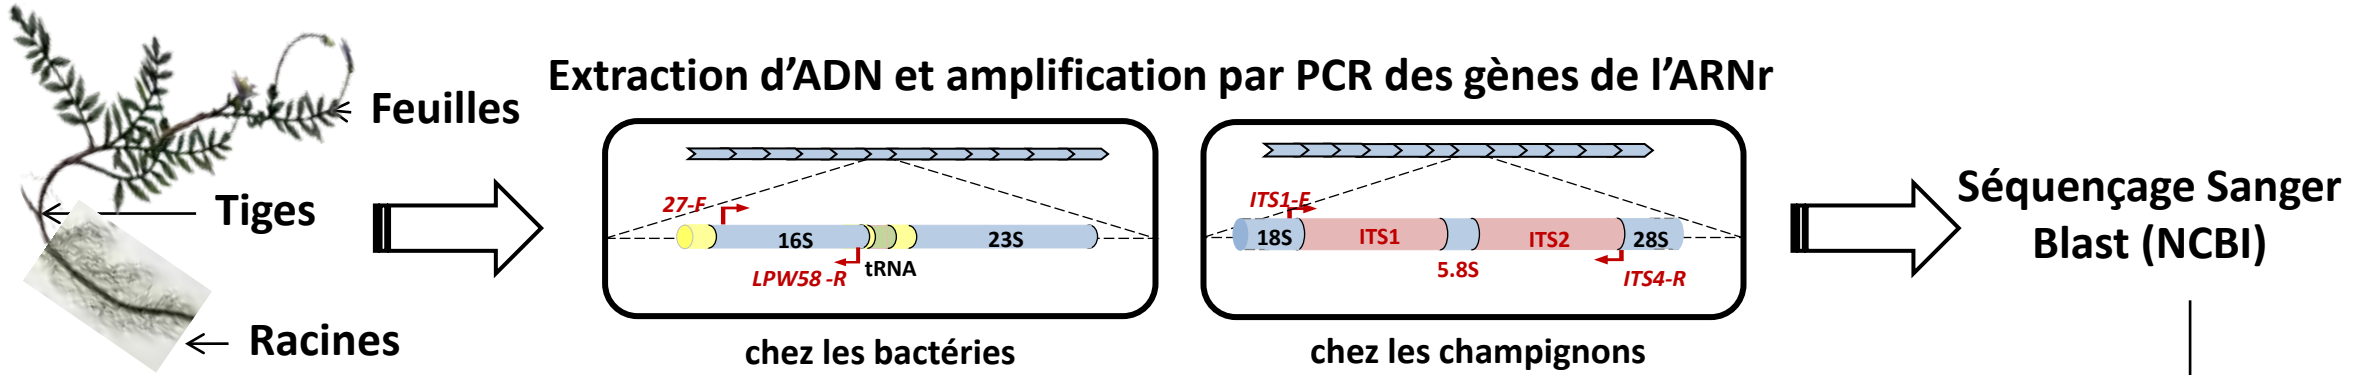 Extraction d’ADN et amplification par PCR des gènes de l’ARNr
Feuilles
Tiges
Racines
27-F
16S
23S
LPW58 -R
tRNA
chez les bactéries
ITS1-F
18S
ITS1
ITS2
28S
5.8S
ITS4-R
chez les champignons
Séquençage Sanger
Blast (NCBI)